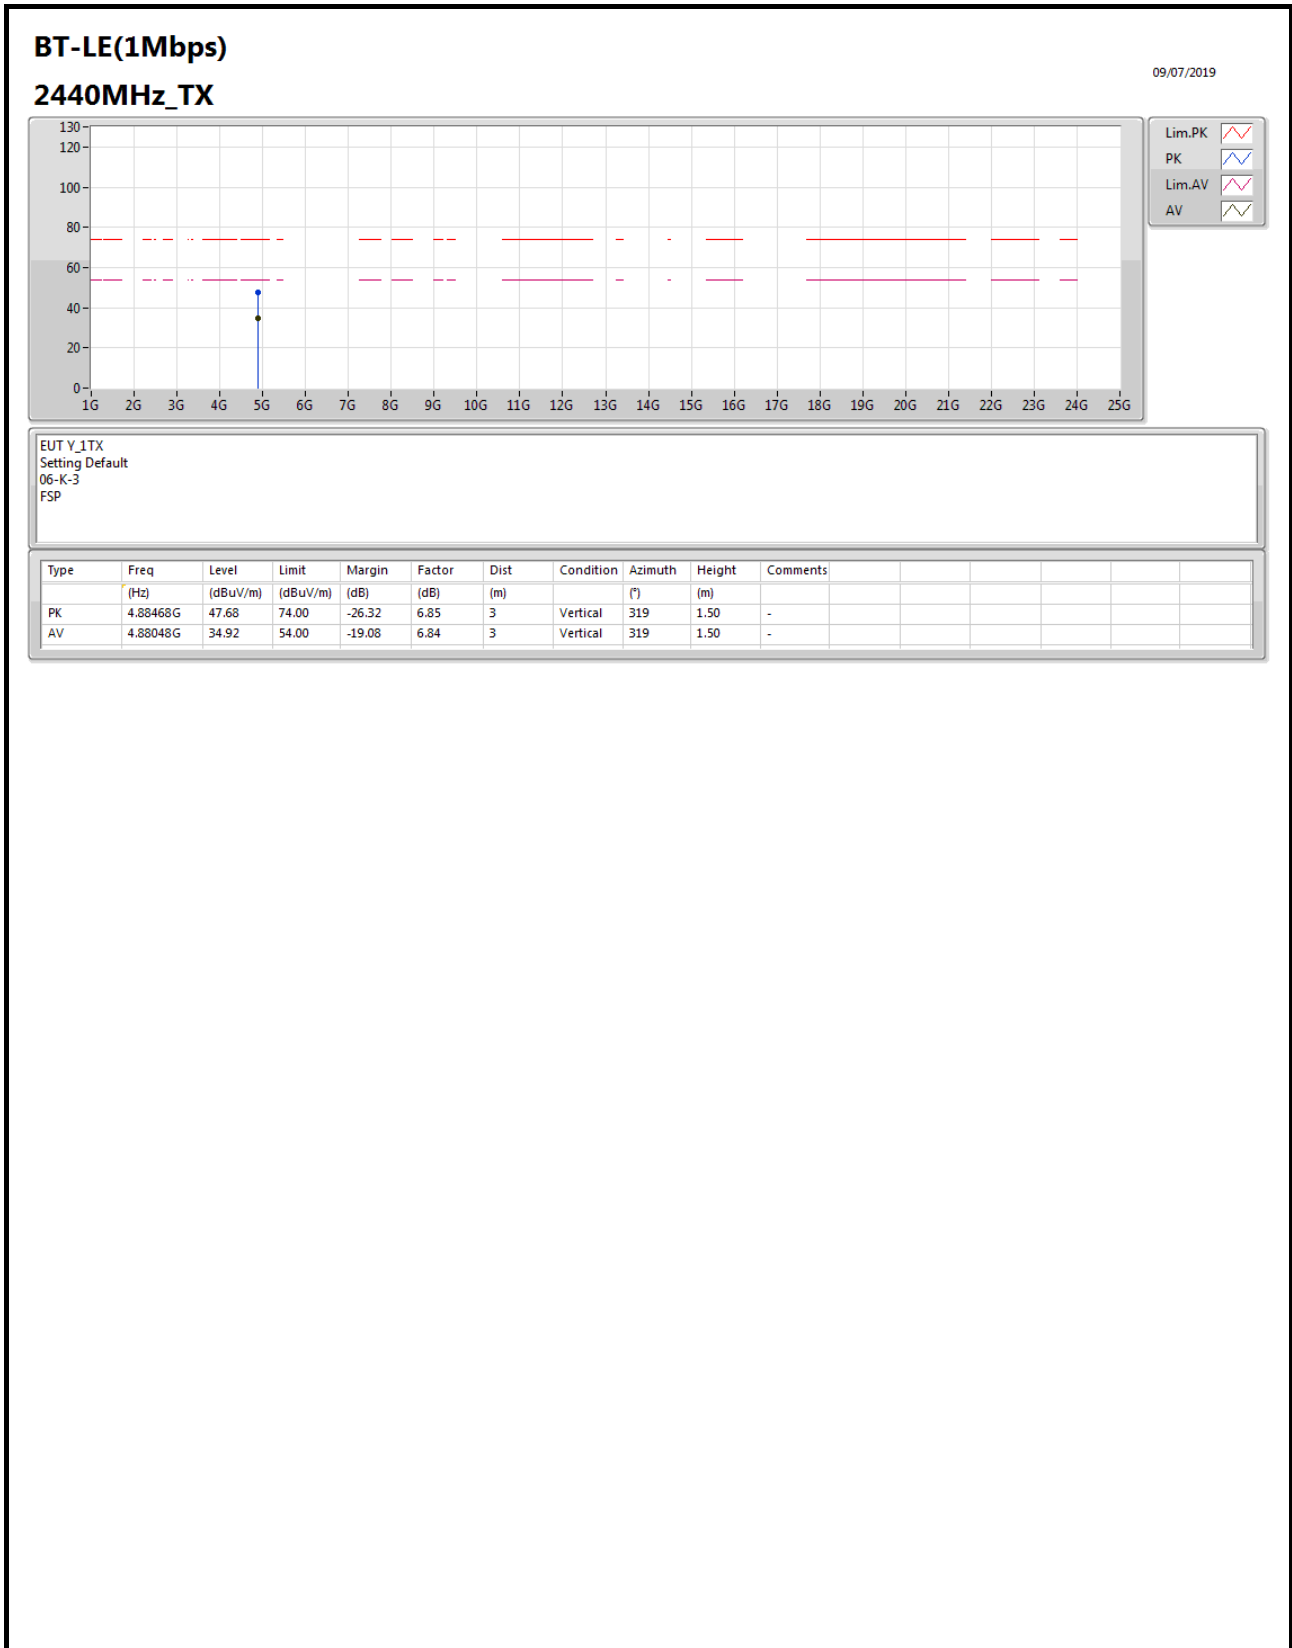 BT-LE(1Mbps)
09/07/2019
2440MHz_TX
130
120
100
80
60
40
20
0
1G 2G 3G 4G 5G 6G 7G 8G 9G 10G 11G 12G 13G 14G 15G 16G 17G 18G 19G 20G 21G 22G 23G 24G 25G
Lim.PK
PK
Lim.AV
AV
EUT Y_1TX
Setting Default
06-K-3
FSP
Type Freq Level Limit Margin Factor Dist Condition Azimuth Height Comments
(Hz) (dBuV/m) (dBuV/m) (dB) (dB) (m) (°) (m)
PK 4.88468G 47.68 74.00 -26.32 6.85 3 Vertical 319 1.50 -
AV 4.88048G 34.92 54.00 -19.08 6.84 3 Vertical 319 1.50 -